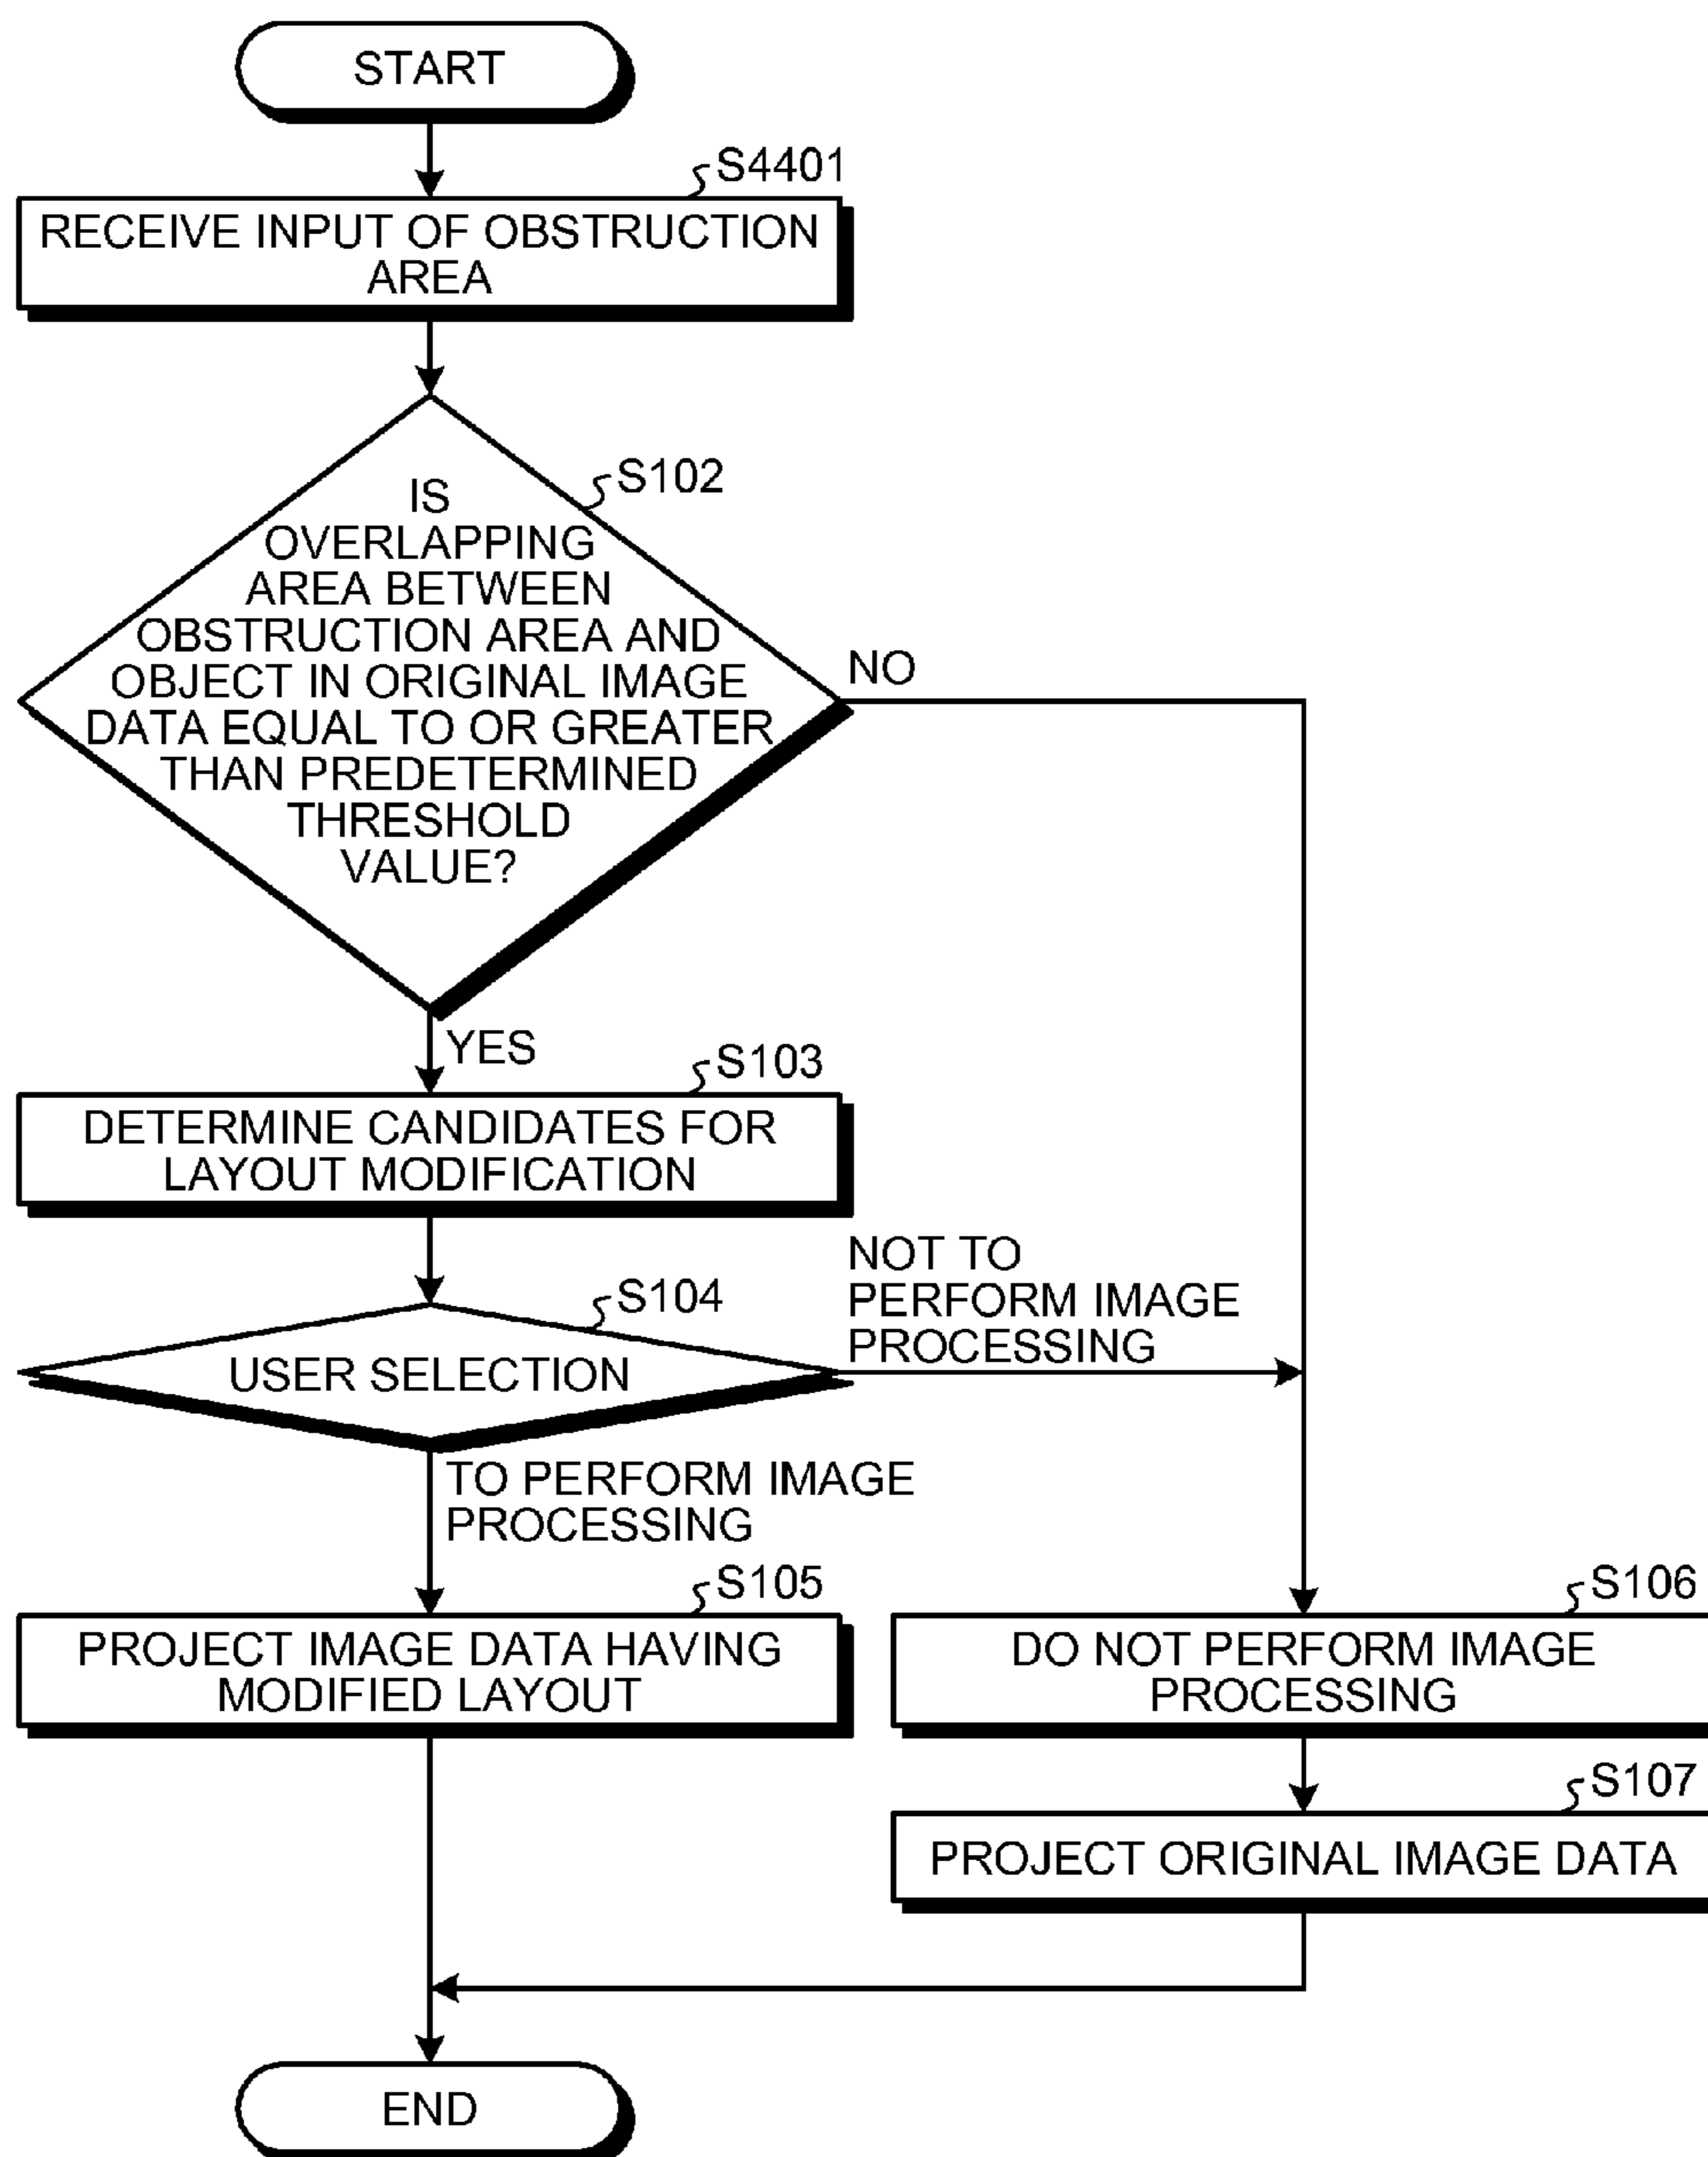 START
S4401
RECEIVE INPUT OF OBSTRUCTION
AREA
S102
IS
OVERLAPPING
AREA BETWEEN
OBSTRUCTION AREA AND
OBJECT IN ORIGINAL IMAGE
DATA EQUAL TO OR GREATER
THAN PREDETERMINED
THRESHOLD
VALUE?
NO
YES
S103
DETERMINE CANDIDATES FOR
LAYOUT MODIFICATION
S104
USER SELECTION
NOT TO
PERFORM IMAGE
PROCESSING
TO PERFORM IMAGE
PROCESSING
S105
PROJECT IMAGE DATA HAVING
MODIFIED LAYOUT
S106
DO NOT PERFORM IMAGE
PROCESSING
S107
PROJECT ORIGINAL IMAGE DATA
END